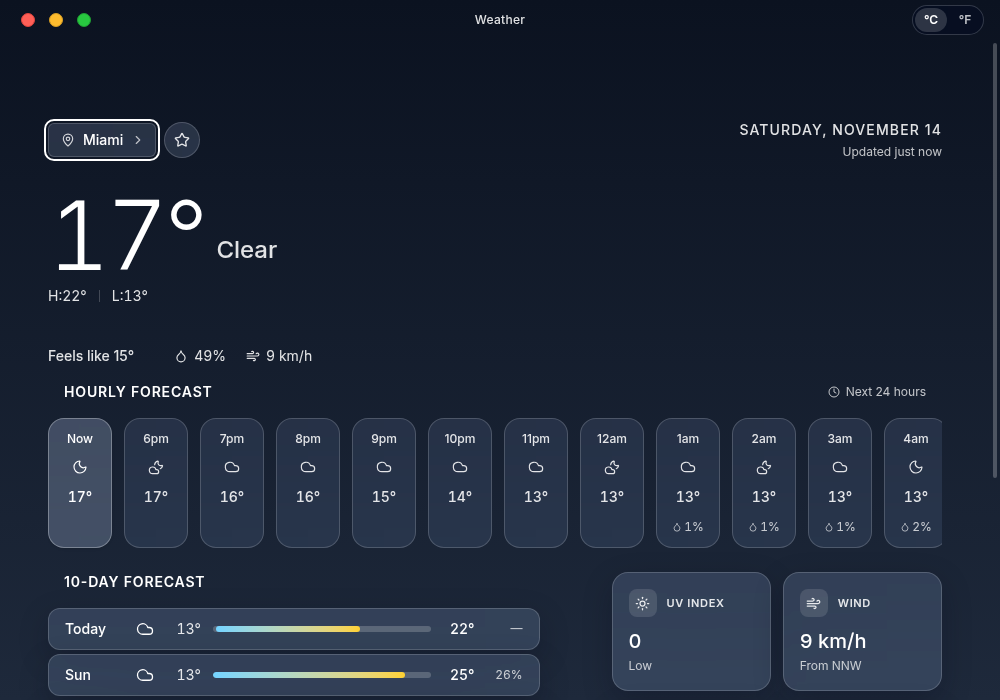 Weather
°C °F
Miami
SATURDAY, NOVEMBER 14
Updated just now
17° Clear
H:22° L:13°
Feels like 15° 49% 9 km/h
HOURLY FORECAST Next 24 hours
Now 6pm 7pm 8pm 9pm 10pm 11pm 12am 1am 2am 3am 4am
17° 17° 16° 16° 15° 14° 13° 13° 13° 13° 13° 13°
1% 1% 1% 2%
10-DAY FORECAST
Today 13° 22° —
Sun 13° 25° 26%
UV INDEX
0
Low
WIND
9 km/h
From NNW